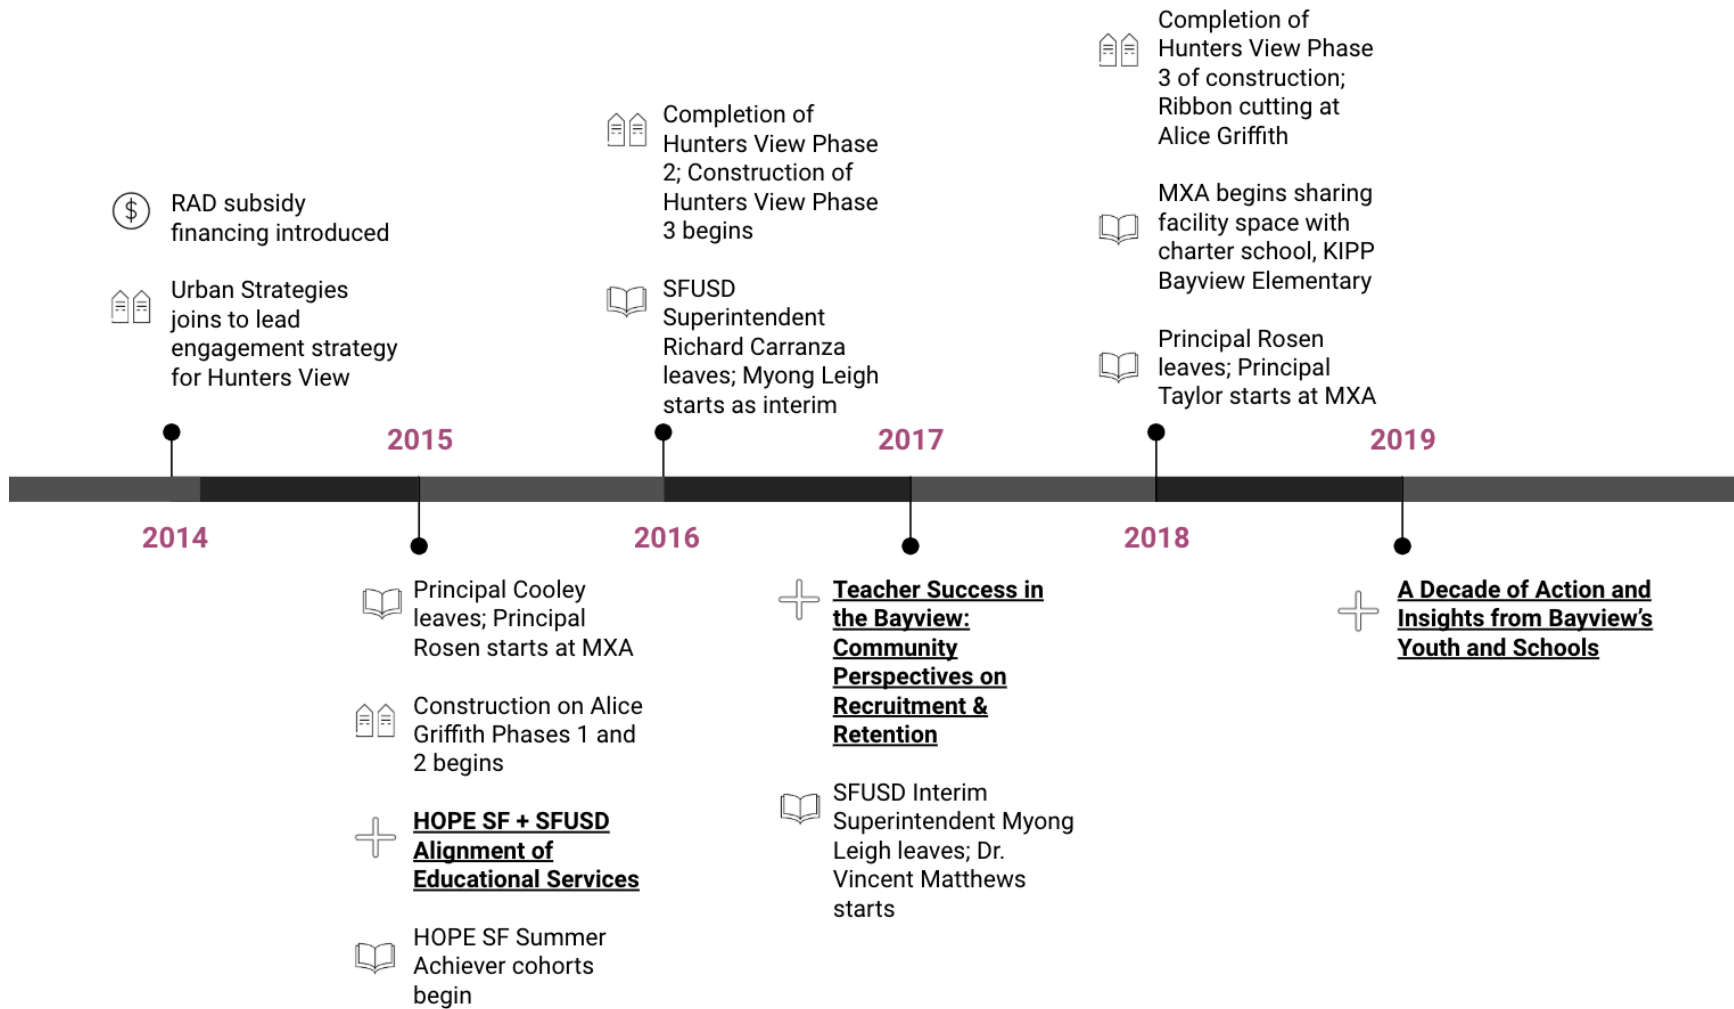 RAD subsidy
financing introduced
Urban Strategies
joins to lead
engagement strategy
for Hunters View
2014
2015
Principal Cooley
leaves; Principal
Rosen starts at MXA
Construction on Alice
Griffith Phases 1 and
2 begins
HOPE SF + SFUSD
Alignment of
Educational Services
HOPE SF Summer
Achiever cohorts
begin
Completion of
Hunters View Phase
2; Construction of
Hunters View Phase
3 begins
SFUSD
Superintendent
Richard Carranza
leaves; Myong Leigh
starts as interim
2016
2017
Teacher Success in
the Bayview:
Community
Perspectives on
Recruitment &
Retention
SFUSD Interim
Superintendent Myong
Leigh leaves; Dr.
Vincent Matthews
starts
Completion of
Hunters View Phase
3 of construction;
Ribbon cutting at
Alice Griffith
MXA begins sharing
facility space with
charter school, KIPP
Bayview Elementary
Principal Rosen
leaves; Principal
Taylor starts at MXA
2018
2019
A Decade of Action and
Insights from Bayview's
Youth and Schools